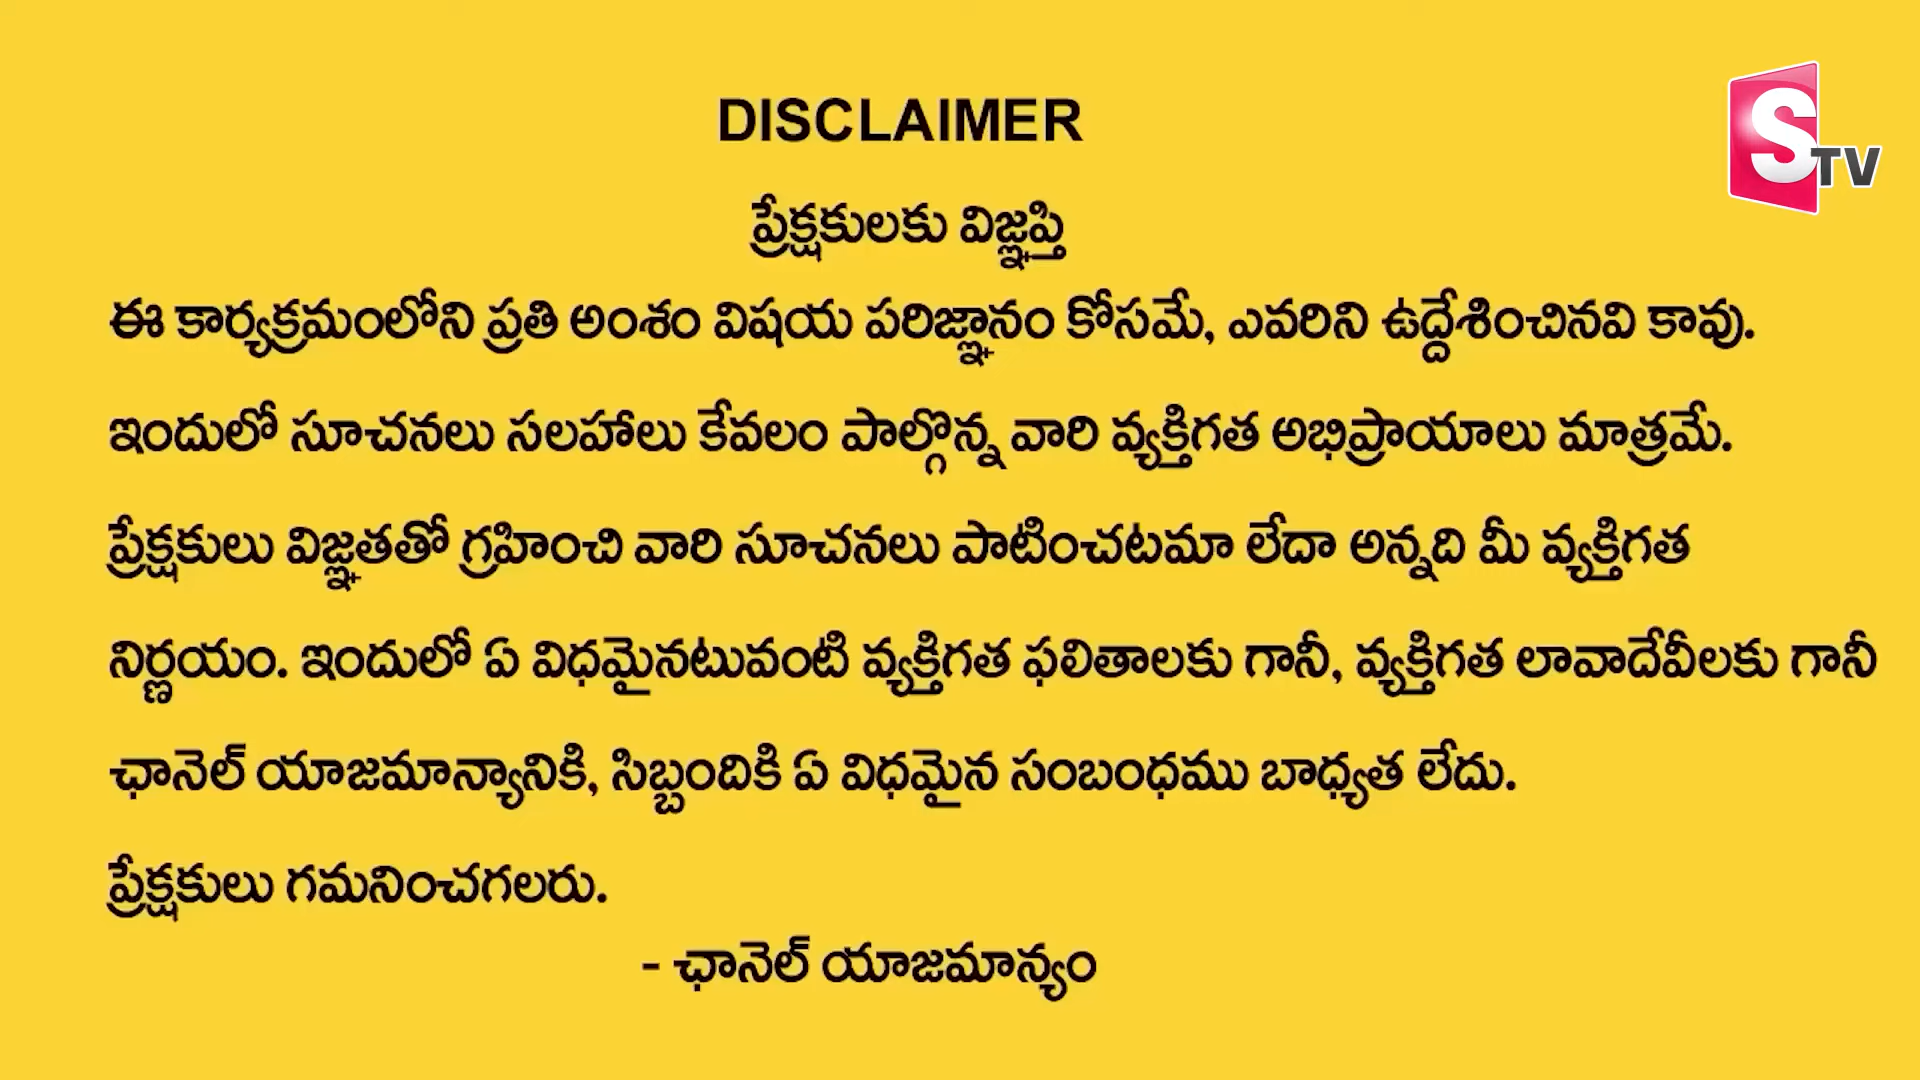 DISCLAIMER
STV
ప్రేక్షకులకు విజ్ఞప్తి
ఈ కార్యక్రమంలోని ప్రతి అంశం విషయ పరిజ్ఞానం కోసమే, ఎవరిని ఉద్దేశించినవి కావు.
ఇందులో సూచనలు సలహాలు కేవలం పాల్గొన్న వారి వ్యక్తిగత అభిప్రాయాలు మాత్రమే.
ప్రేక్షకులు విజ్ఞతతో గ్రహించి వారి సూచనలు పాటించటమా లేదా అన్నది మీ వ్యక్తిగత
నిర్ణయం. ఇందులో ఏ విధమైనటువంటి వ్యక్తిగత ఫలితాలకు గానీ, వ్యక్తిగత లావాదేవీలకు గానీ
ఛానెల్ యాజమాన్యానికి, సిబ్బందికి ఏ విధమైన సంబంధము బాధ్యత లేదు.
ప్రేక్షకులు గమనించగలరు.
- ఛానెల్ యాజమాన్యం